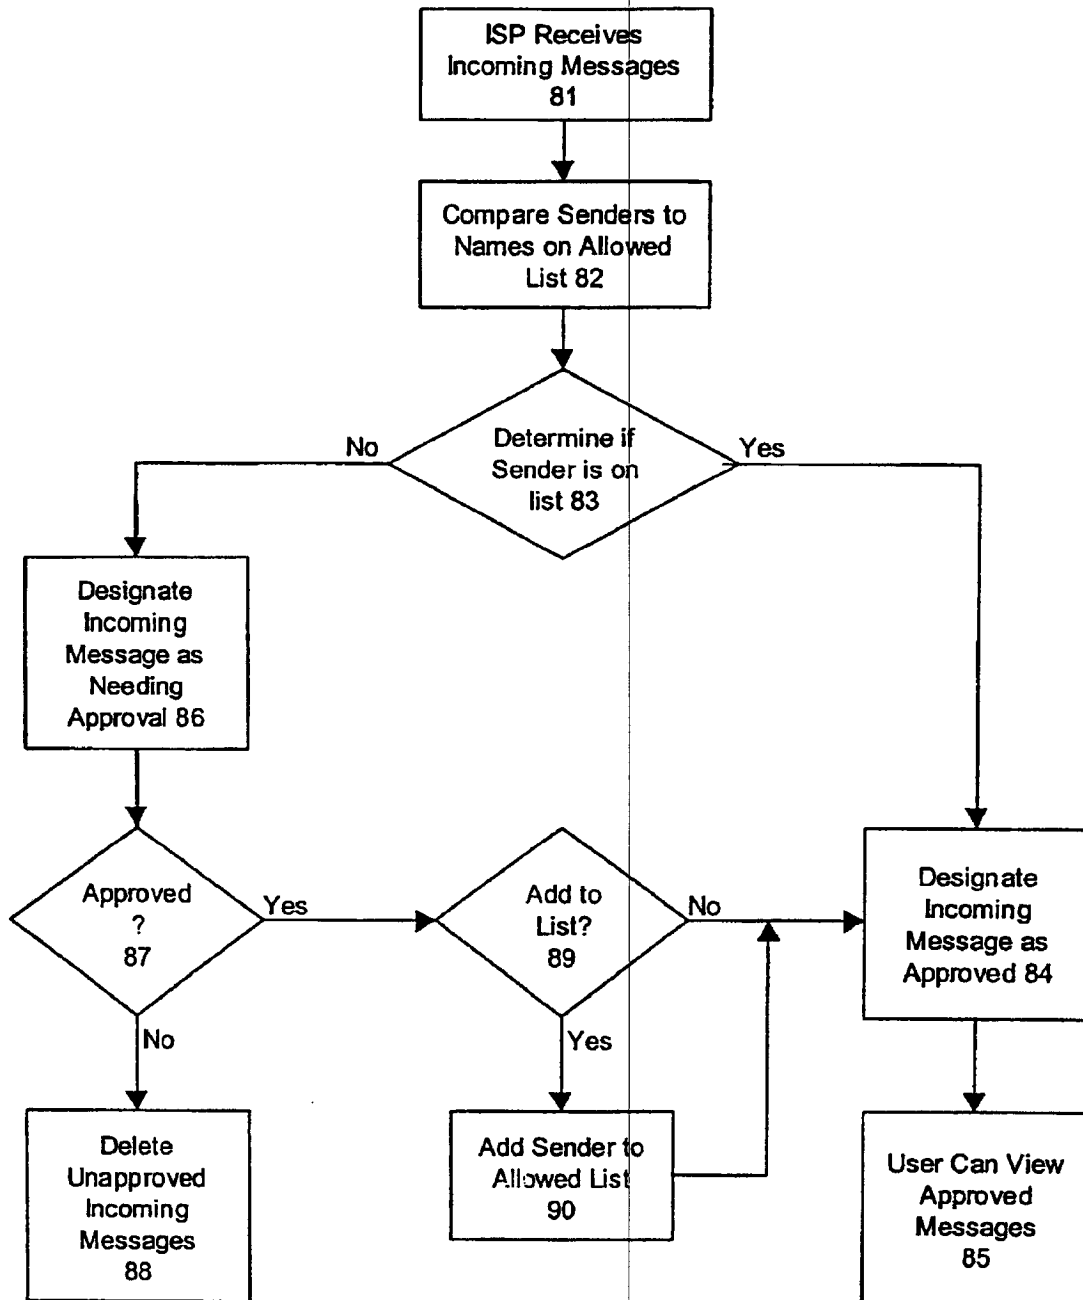 ISP Receives
Incoming Messages
81
Compare Senders to
Names on Allowed
List 82
No
Determine if
Sender is on
list 83
Yes
Designate
Incoming
Message as
Needing
Approval 86
Approved
?
87
Yes
Add to
List?
89
No
Designate
Incoming
Message as
Approved 84
No
Yes
Delete
Unapproved
Incoming
Messages
88
Add Sender to
Allowed List
90
User Can View
Approved
Messages
85